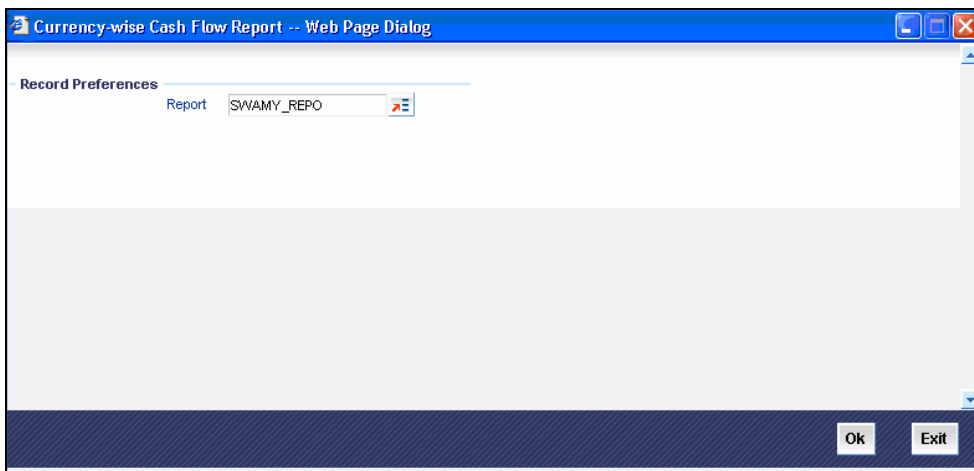 Currency-wise Cash Flow Report -- Web Page Dialog
Record Preferences
Report SWAMY_REPO
Ok Exit